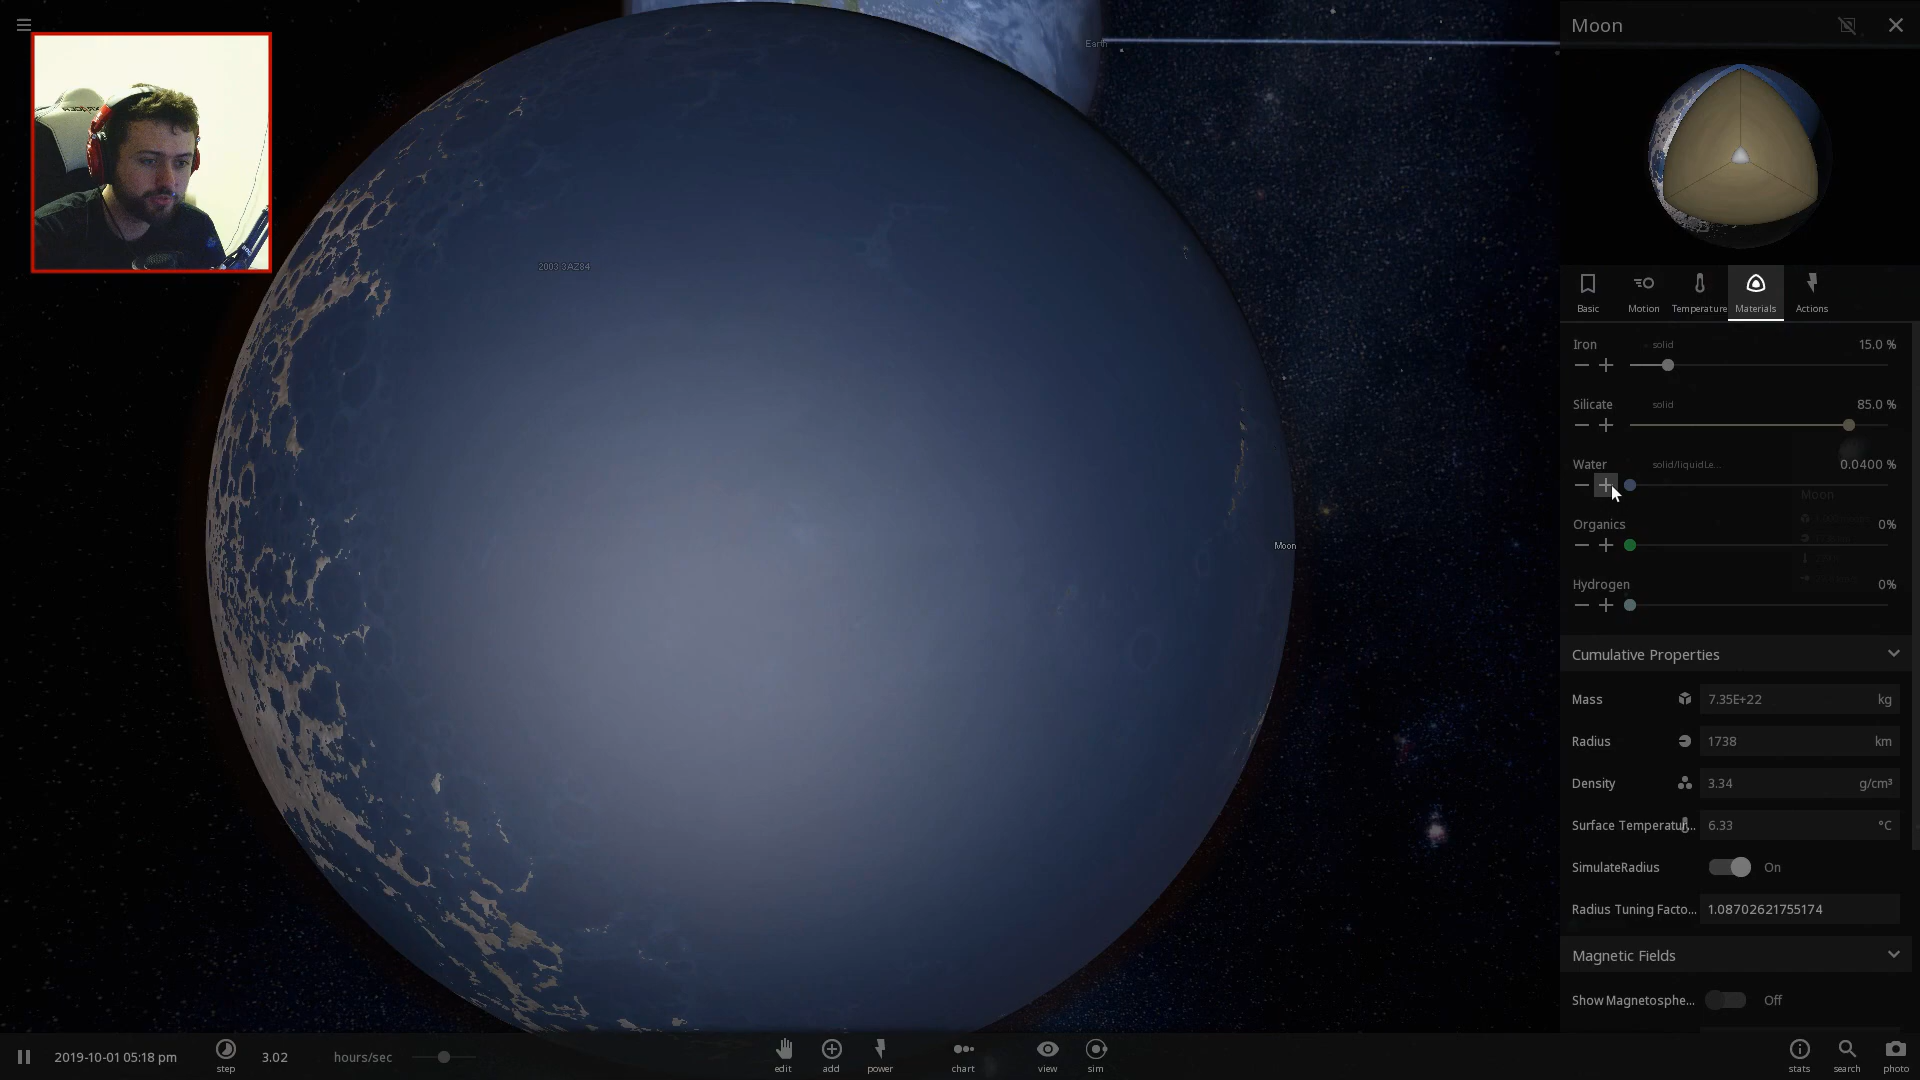 Moon
Earth
2003 3AZ84
Moon
Basic
Motion
Temperature
Materials
Actions
Iron solid 15.0 %
Silicate solid 85.0 %
Water solid/liquidLe... 0.0400 %
Moon
Organics 0%
Hydrogen 0%
Cumulative Properties
Mass 7.35E+22 kg
Radius 1738 km
Density 3.34 g/cm³
Surface Temperatur... 6.33 °C
SimulateRadius On
Radius Tuning Facto... 1.08702621755174
Magnetic Fields
Show Magnetosphe... Off
2019-10-01 05:18 pm
step
3.02 hours/sec
edit
add
power
chart
view
sim
stats
search
photo